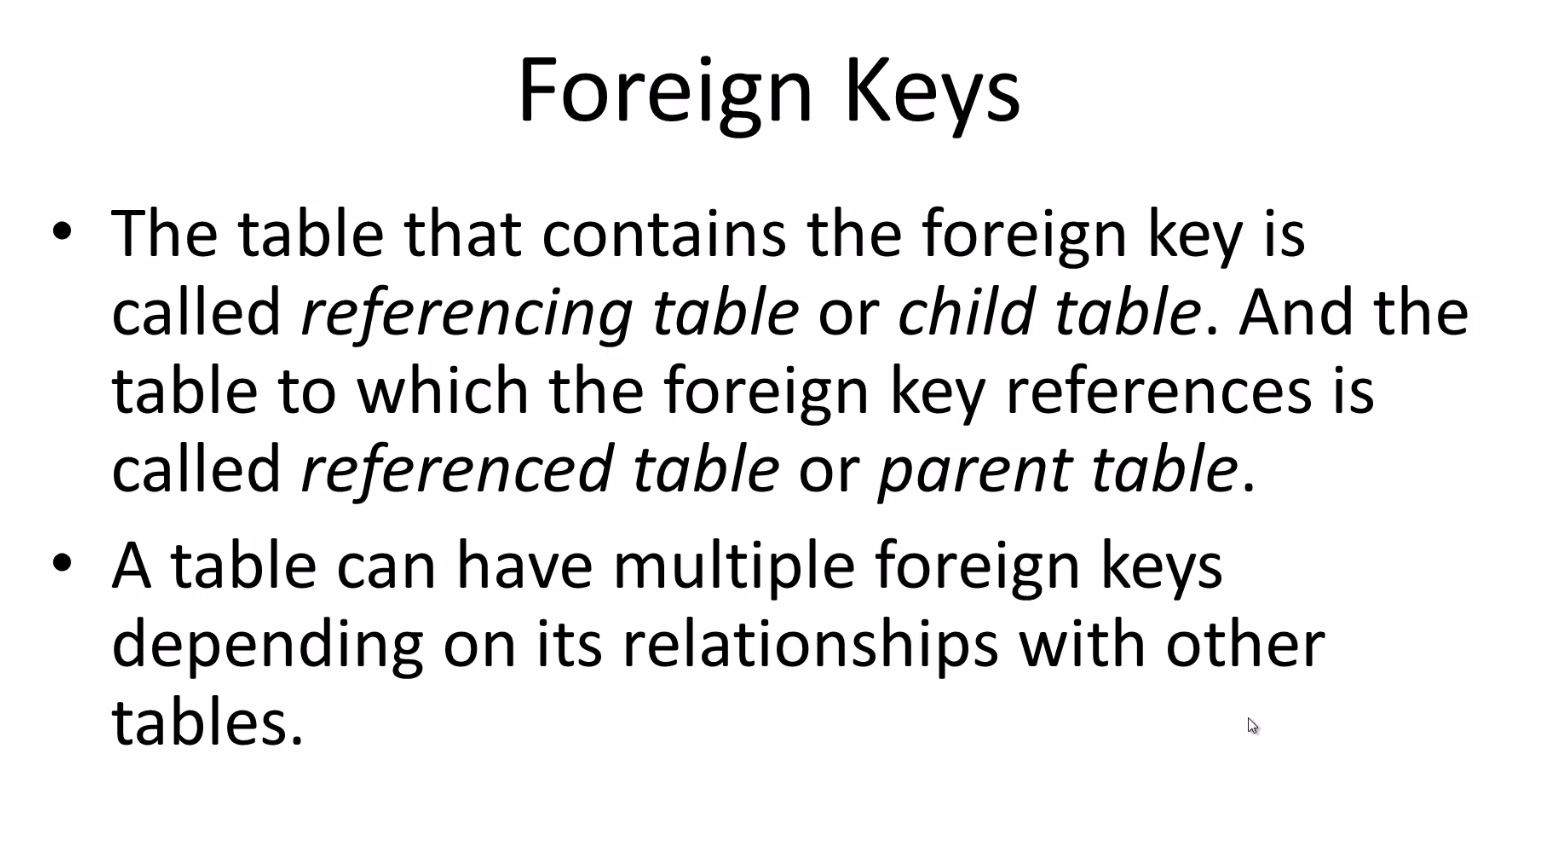 Foreign Keys
• The table that contains the foreign key is
called referencing table or child table. And the
table to which the foreign key references is
called referenced table or parent table.
• A table can have multiple foreign keys
depending on its relationships with other
tables.